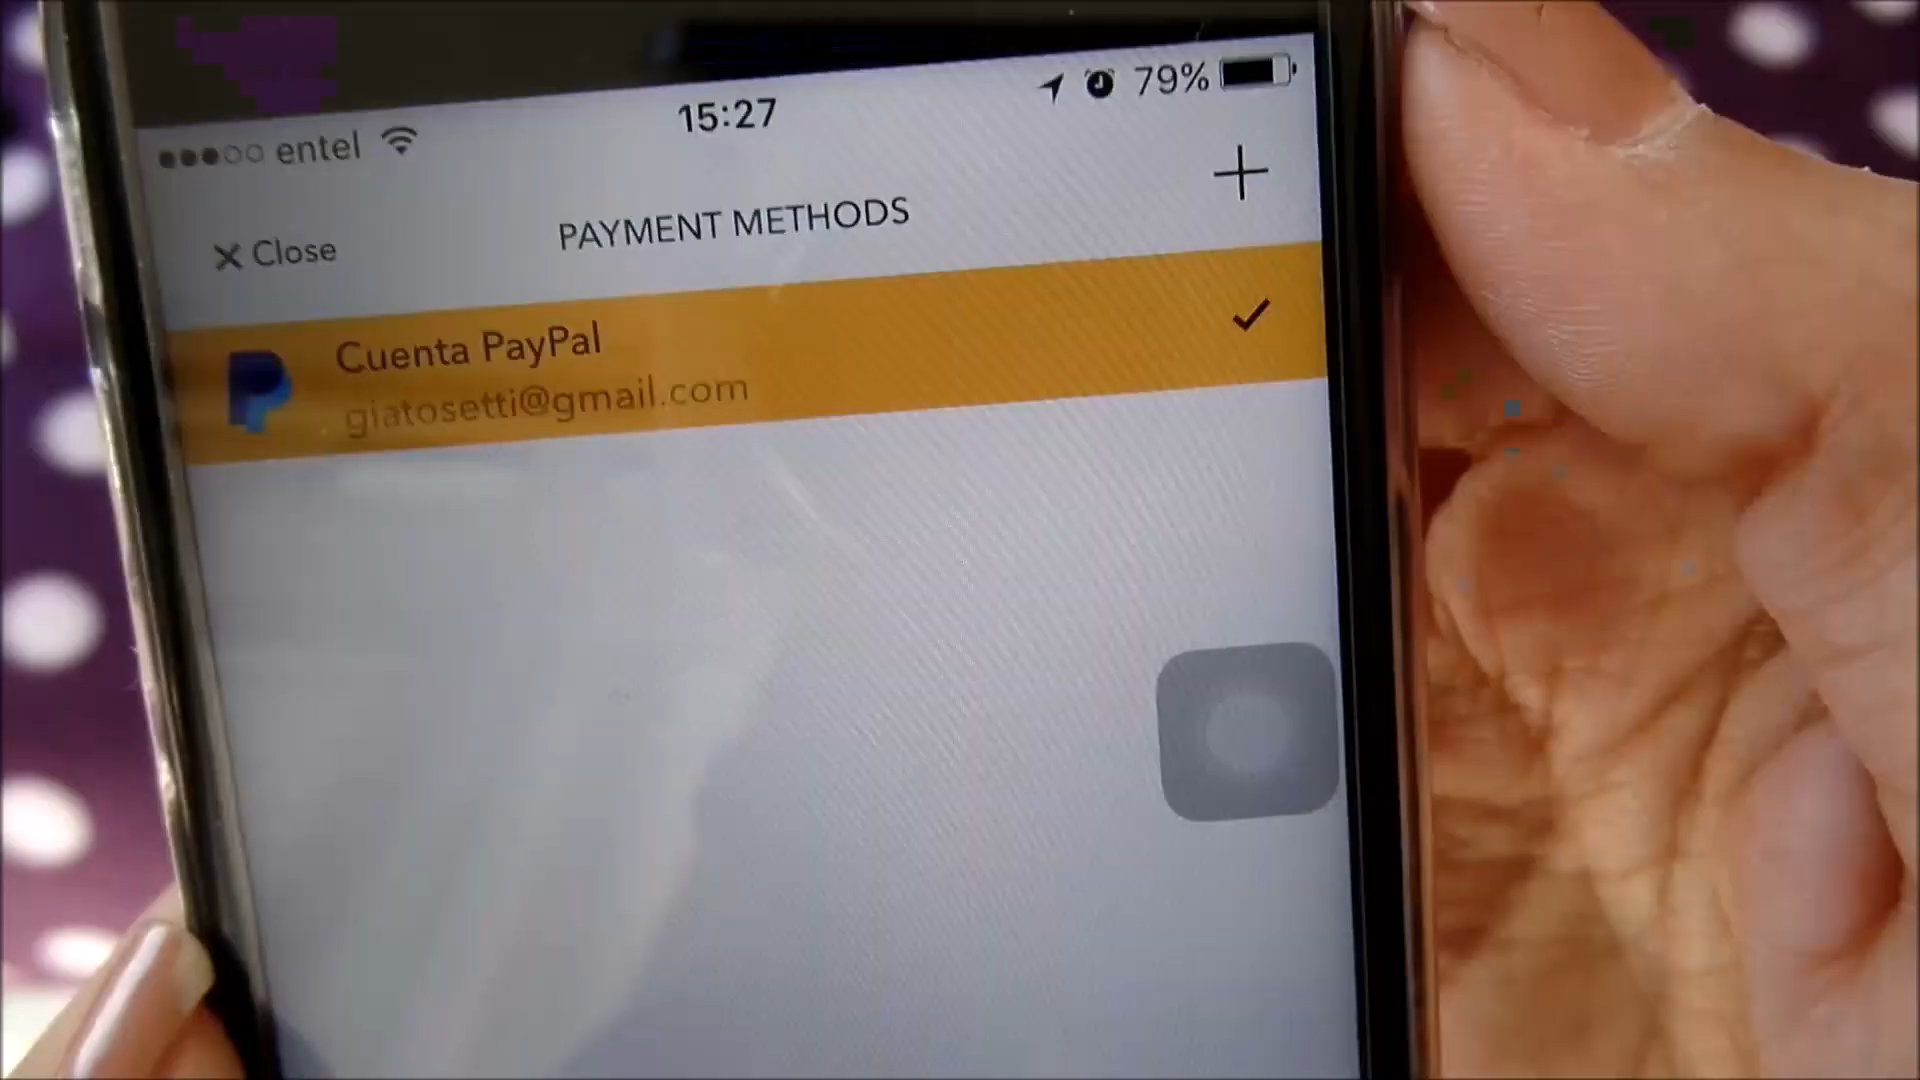 entel 15:27 79%
Close PAYMENT METHODS
Cuenta PayPal
giatosetti@gmail.com